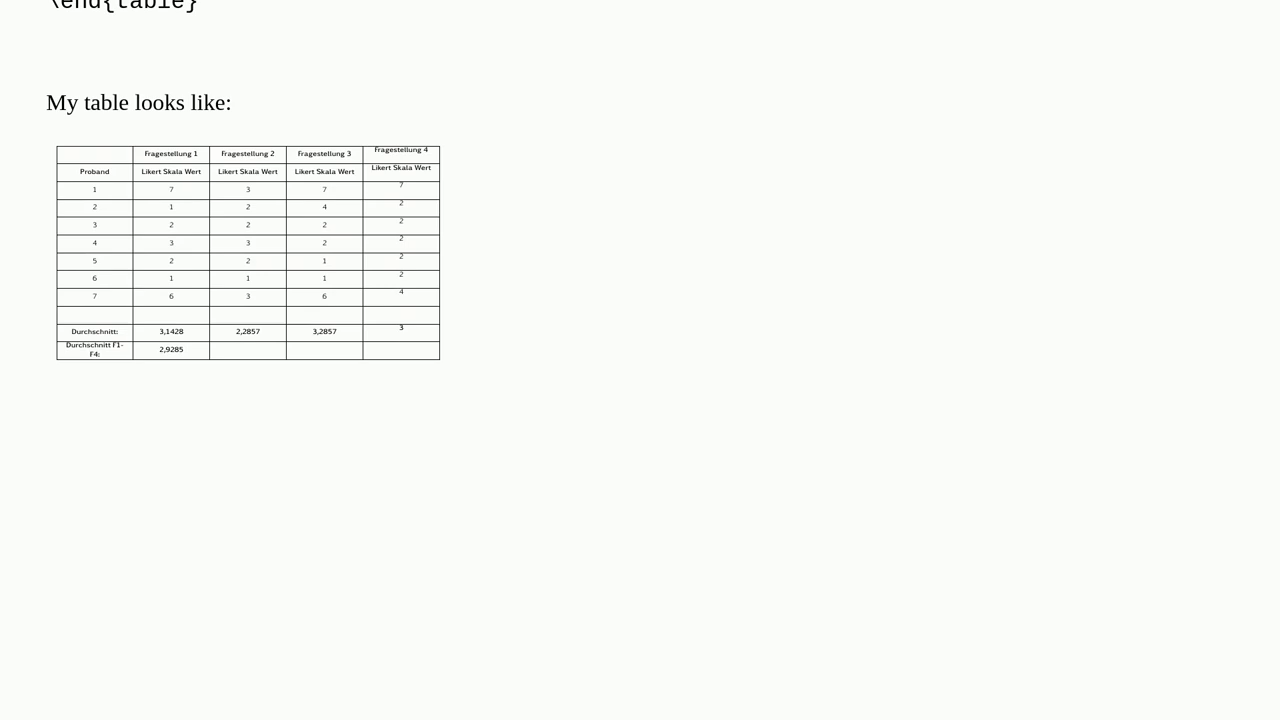 \end{table}
My table looks like:
Fragestellung 1 Fragestellung 2 Fragestellung 3 Fragestellung 4
Proband Likert Skala Wert Likert Skala Wert Likert Skala Wert Likert Skala Wert
1 7 3 7 7
2 1 2 4 2
3 2 2 2 2
4 3 3 2 2
5 2 2 1 2
6 1 1 1 2
7 6 3 6 4
Durchschnitt: 3,1428 2,2857 3,2857 3
Durchschnitt F1-
F4: 2,9285